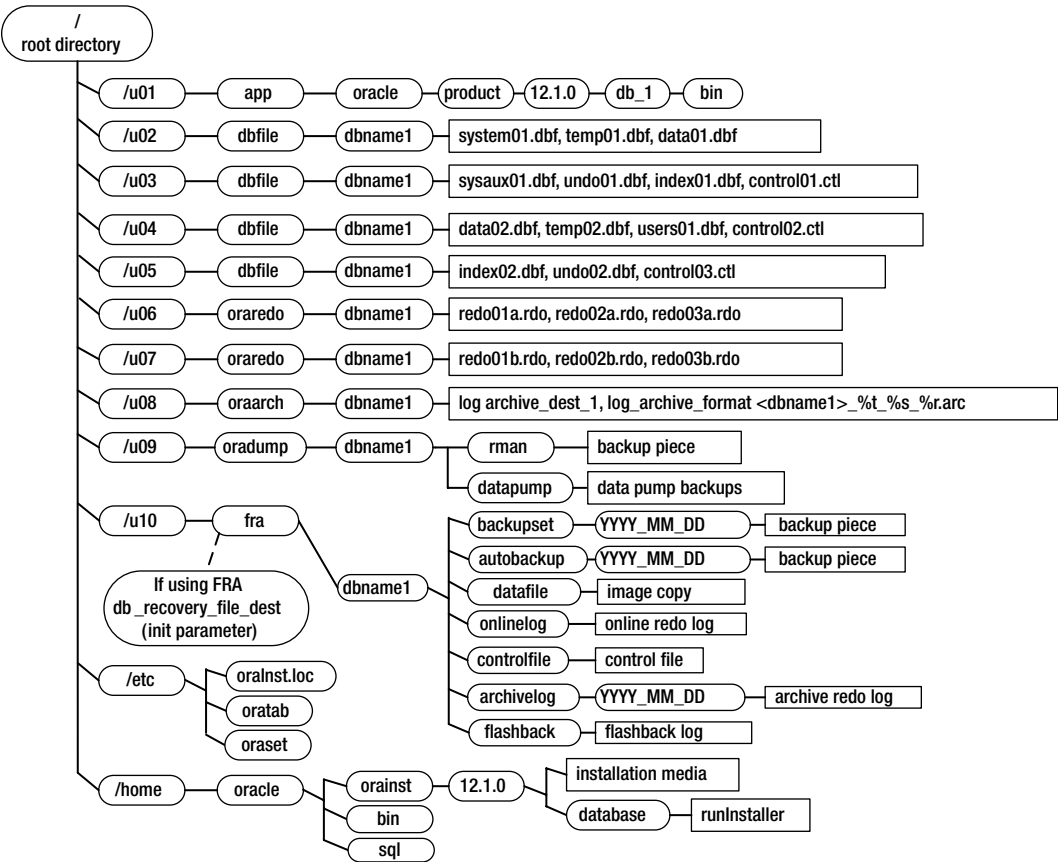 /
root directory
/u01 app oracle product 12.1.0 db_1 bin
/u02 dbfile dbname1 system01.dbf, temp01.dbf, data01.dbf
/u03 dbfile dbname1 sysaux01.dbf, undo01.dbf, index01.dbf, control01.ctl
/u04 dbfile dbname1 data02.dbf, temp02.dbf, users01.dbf, control02.ctl
/u05 dbfile dbname1 index02.dbf, undo02.dbf, control03.ctl
/u06 oraredo dbname1 redo01a.rdo, redo02a.rdo, redo03a.rdo
/u07 oraredo dbname1 redo01b.rdo, redo02b.rdo, redo03b.rdo
/u08 oraarch dbname1 log archive_dest_1, log_archive_format <dbname1>_%t_%s_%r.arc
/u09 oradump dbname1 rman backup piece
datapump data pump backups
/u10 fra
If using FRA
db_recovery_file_dest
(init parameter)
dbname1
backupset YYYY_MM_DD backup piece
autobackup YYYY_MM_DD backup piece
datafile image copy
onlinelog online redo log
controlfile control file
archivelog YYYY_MM_DD archive redo log
flashback flashback log
/etc
oraInst.loc
oratab
oraset
/home oracle
orainst 12.1.0
installation media
database runInstaller
bin
sql